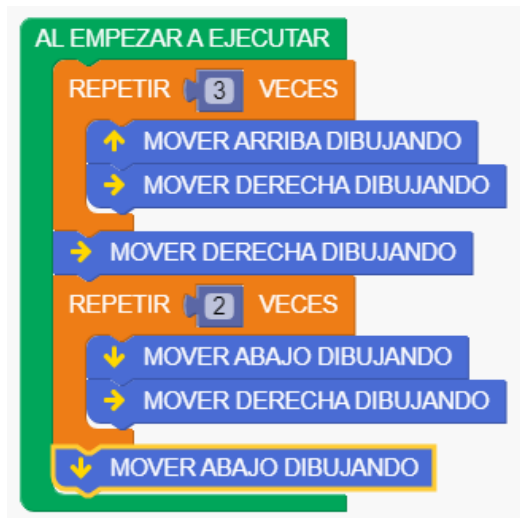 AL EMPEZAR A EJECUTAR
REPETIR 3 VECES
MOVER ARRIBA DIBUJANDO
MOVER DERECHA DIBUJANDO
MOVER DERECHA DIBUJANDO
REPETIR 2 VECES
MOVER ABAJO DIBUJANDO
MOVER DERECHA DIBUJANDO
MOVER ABAJO DIBUJANDO